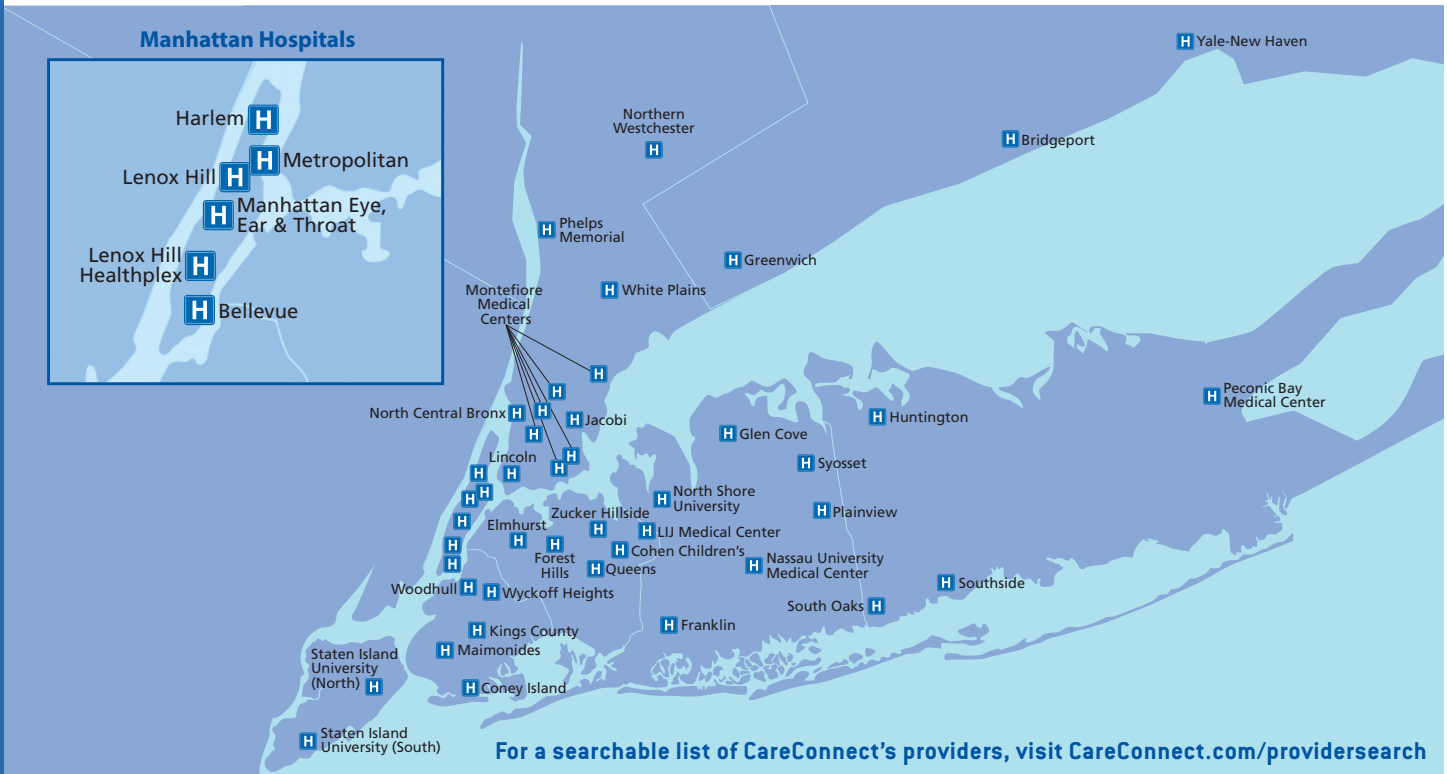 Manhattan Hospitals
Harlem H
H Metropolitan
Lenox Hill H
H Manhattan Eye,
Ear & Throat
Lenox Hill
Healthplex H
H Bellevue
H Yale-New Haven
Northern
Westchester
H
H Bridgeport
H Phelps
Memorial
H Greenwich
H White Plains
Montefiore
Medical
Centers
H
H
H
H
H
H
North Central Bronx H
H Jacobi
Lincoln
H
H
H
H
H
H
H
H Glen Cove
H Huntington
H Peconic Bay
Medical Center
H Syosset
H North Shore
University
H Plainview
Zucker Hillside
H
H LIJ Medical Center
Elmhurst
H
H
Forest
Hills
H Cohen Children's
H Queens
H Nassau University
Medical Center
Woodhull H
H Wyckoff Heights
South Oaks H
H Southside
H Kings County
H Franklin
H Maimonides
Staten Island
University
(North) H
H Coney Island
H Staten Island
University (South)
For a searchable list of CareConnect's providers, visit CareConnect.com/providersearch